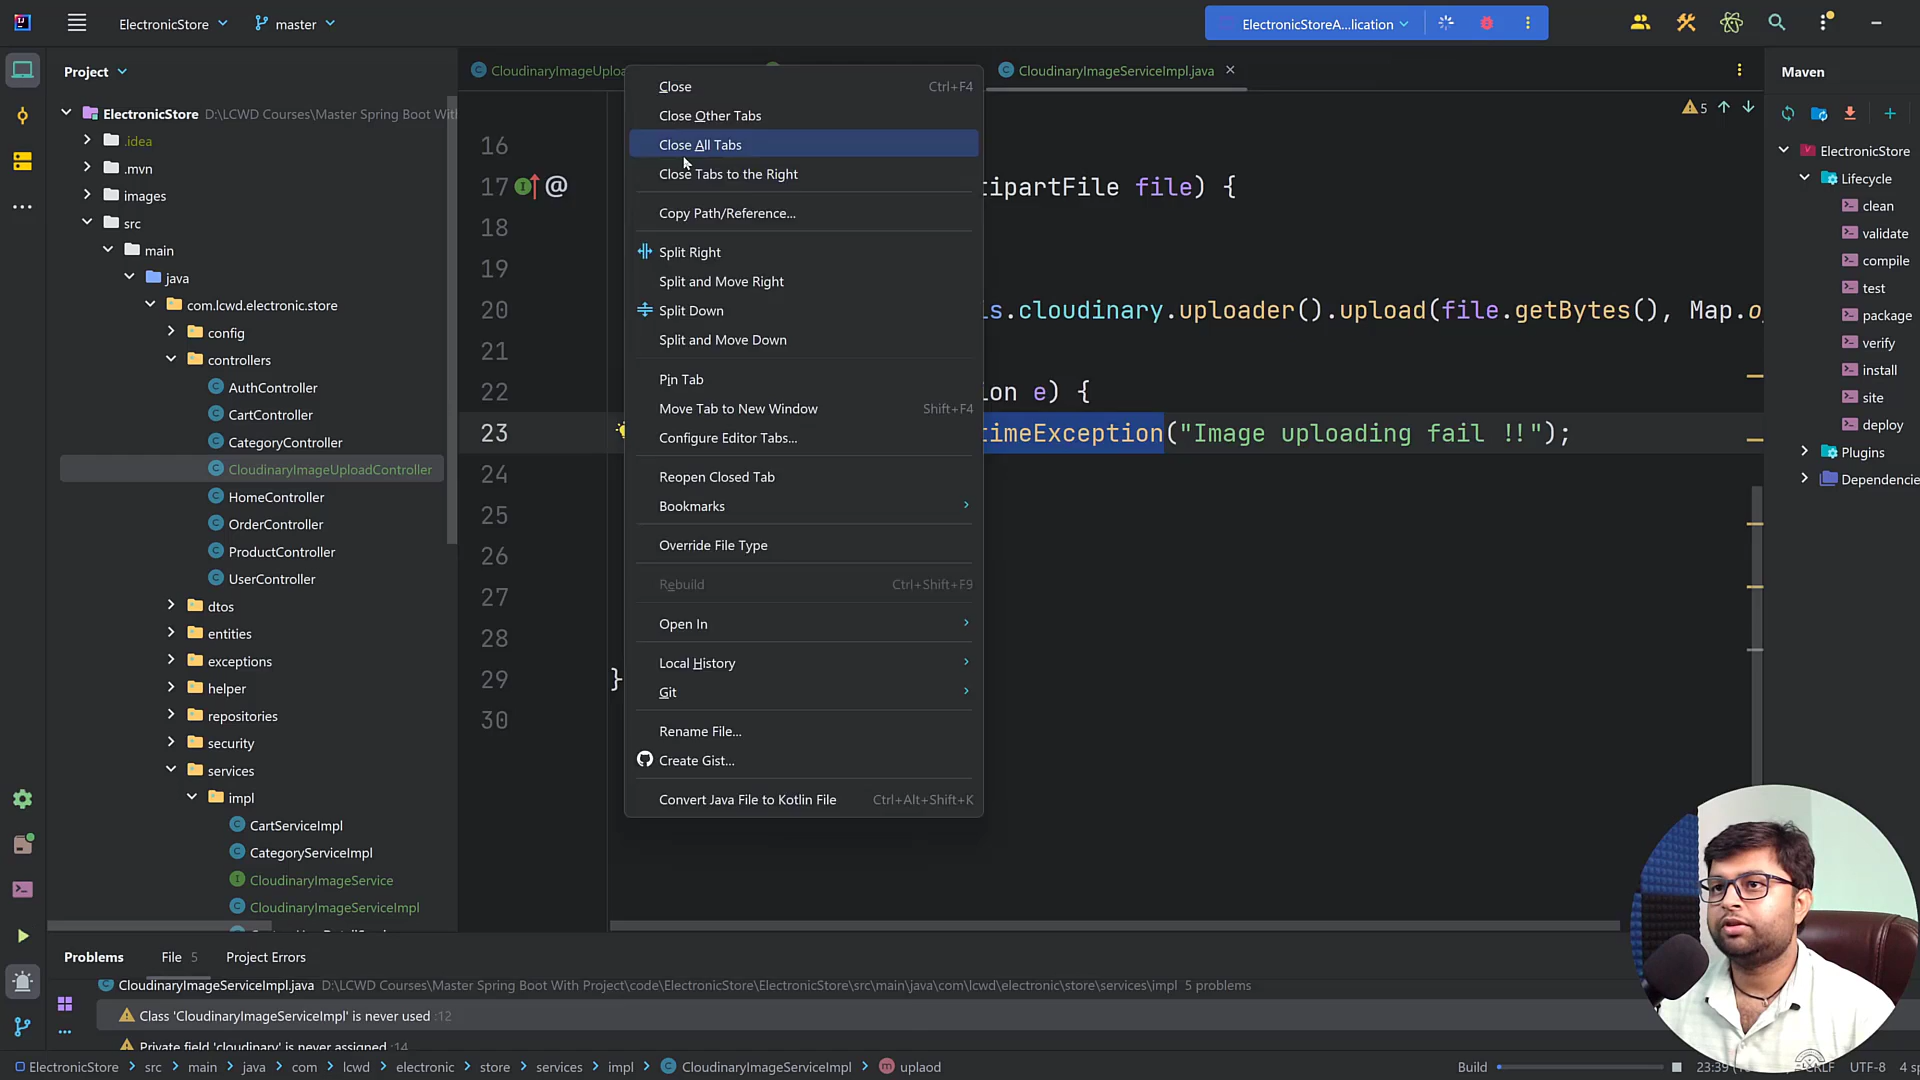 ElectronicStore
master
ElectronicStoreA...lication
Project
ElectronicStore D:\LCWD Courses\Master Spring Boot With
.idea
.mvn
images
src
main
java
com.lcwd.electronic.store
config
controllers
AuthController
CartController
CategoryController
CloudinaryImageUploadController
HomeController
OrderController
ProductController
UserController
dtos
entities
exceptions
helper
repositories
security
services
impl
CartServiceImpl
CategoryServiceImpl
CloudinaryImageService
CloudinaryImageServiceImpl
CloudinaryImageUploa
CloudinaryImageServiceImpl.java
5
16
17 @ tipartFile file) {
18
19
20 s.cloudinary.uploader().upload(file.getBytes(), Map.o
21
22 on e) {
23 timeException("Image uploading fail !!");
24
25
26
27
28
29 }
30
Close Ctrl+F4
Close Other Tabs
Close All Tabs
Close Tabs to the Right
Copy Path/Reference...
Split Right
Split and Move Right
Split Down
Split and Move Down
Pin Tab
Move Tab to New Window Shift+F4
Configure Editor Tabs...
Reopen Closed Tab
Bookmarks
Override File Type
Rebuild Ctrl+Shift+F9
Open In
Local History
Git
Rename File...
Create Gist...
Convert Java File to Kotlin File Ctrl+Alt+Shift+K
Maven
ElectronicStore
Lifecycle
clean
validate
compile
test
package
verify
install
site
deploy
Plugins
Dependencie
Problems File 5 Project Errors
CloudinaryImageServiceImpl.java D:\LCWD Courses\Master Spring Boot With Project\code\ElectronicStore\ElectronicStore\src\main\java\com\lcwd\electronic\store\services\impl 5 problems
Class 'CloudinaryImageServiceImpl' is never used :12
Private field 'cloudinary' is never assigned :14
ElectronicStore src main java com lcwd electronic store services impl CloudinaryImageServiceImpl uplaod
Build 23:39 CRLF UTF-8 4 sp